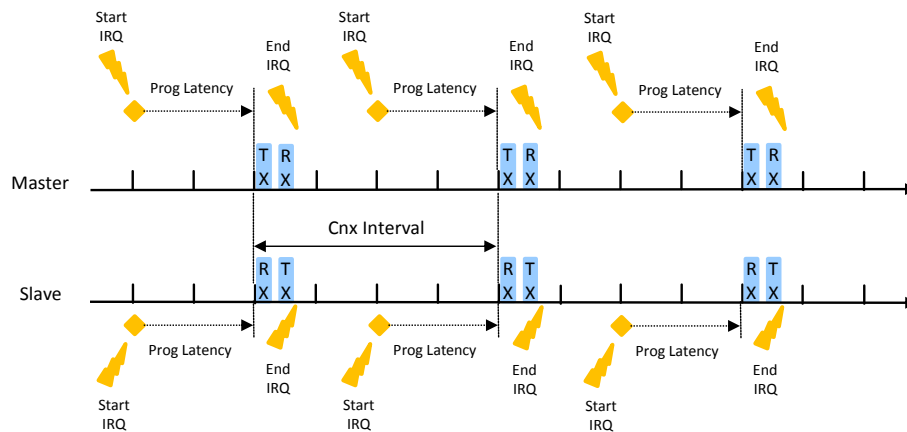 Start
IRQ
Start
IRQ
Start
IRQ
End
IRQ
End
IRQ
End
IRQ
Prog Latency
Prog Latency
Prog Latency
T
X
R
X
T
X
R
X
T
X
R
X
Master
Cnx Interval
R
X
T
X
R
X
T
X
R
X
T
X
Slave
Prog Latency
Prog Latency
Prog Latency
End
IRQ
End
IRQ
End
IRQ
Start
IRQ
Start
IRQ
Start
IRQ